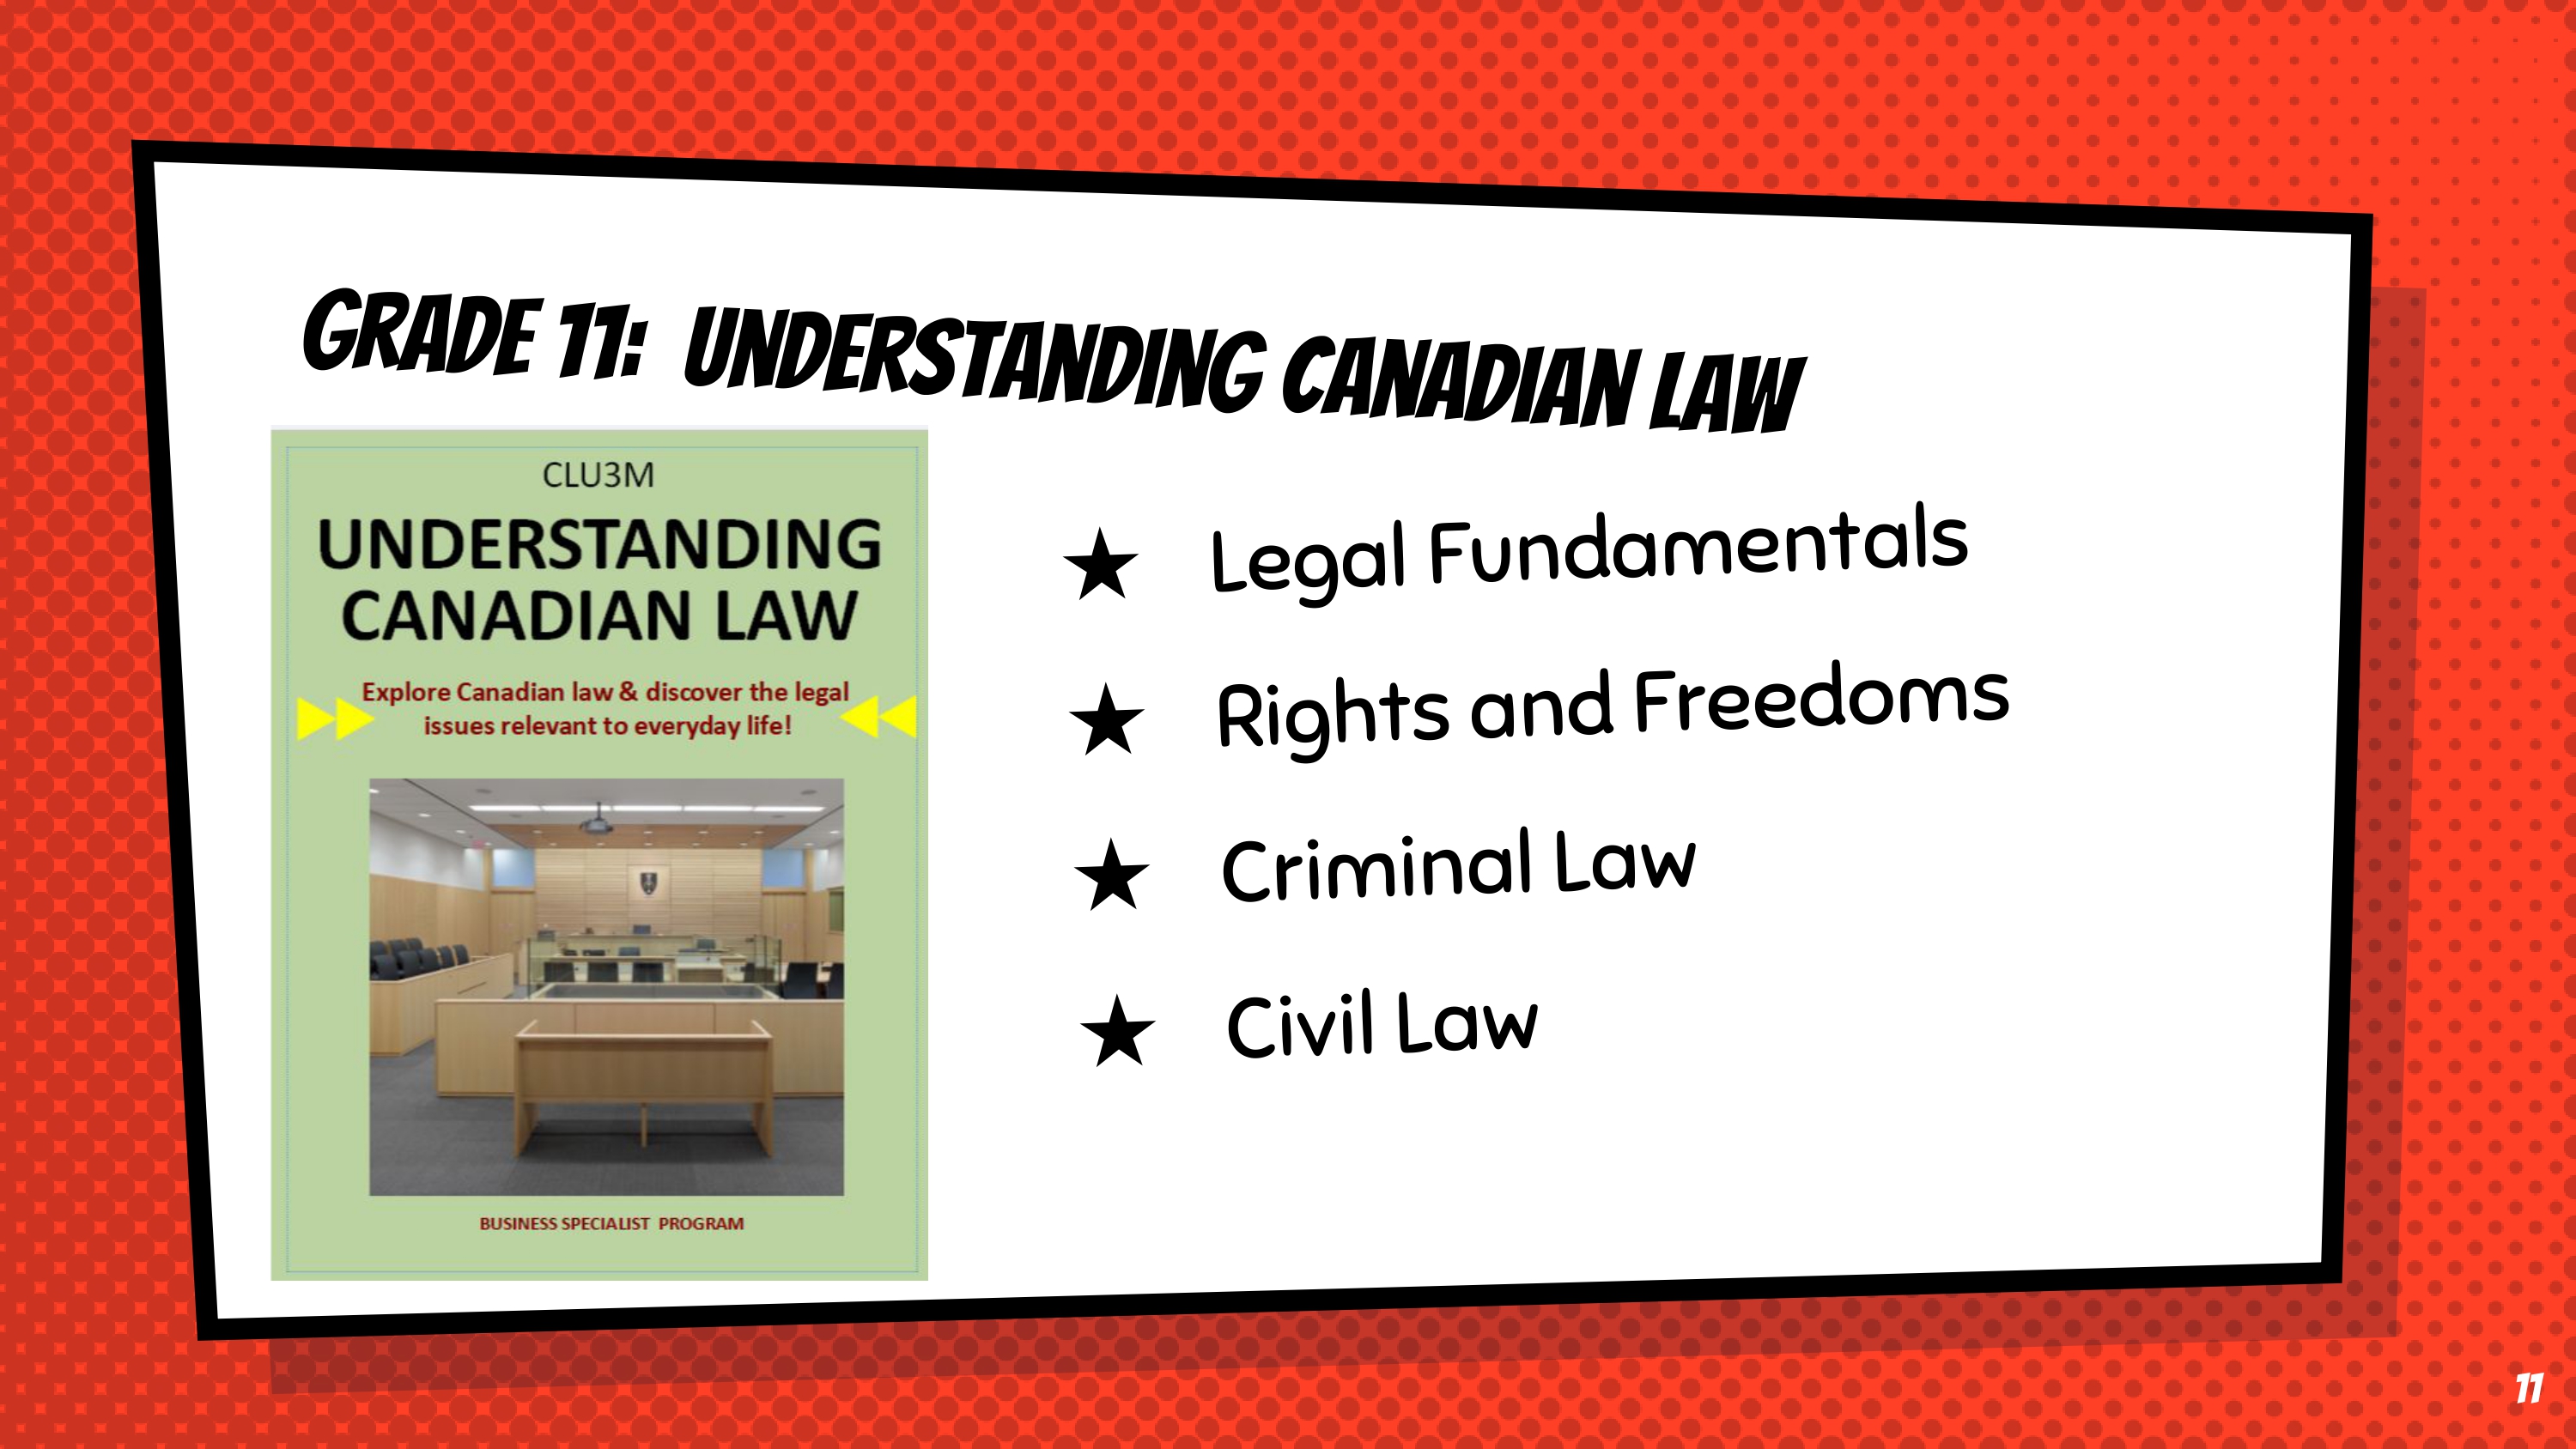 GRADE 11: UNDERSTANDING CANADIAN LAW
CLU3M
UNDERSTANDING
CANADIAN LAW
Explore Canadian law & discover the legal
issues relevant to everyday life!
BUSINESS SPECIALIST PROGRAM
★ Legal Fundamentals
★ Rights and Freedoms
★ Criminal Law
★ Civil Law
11